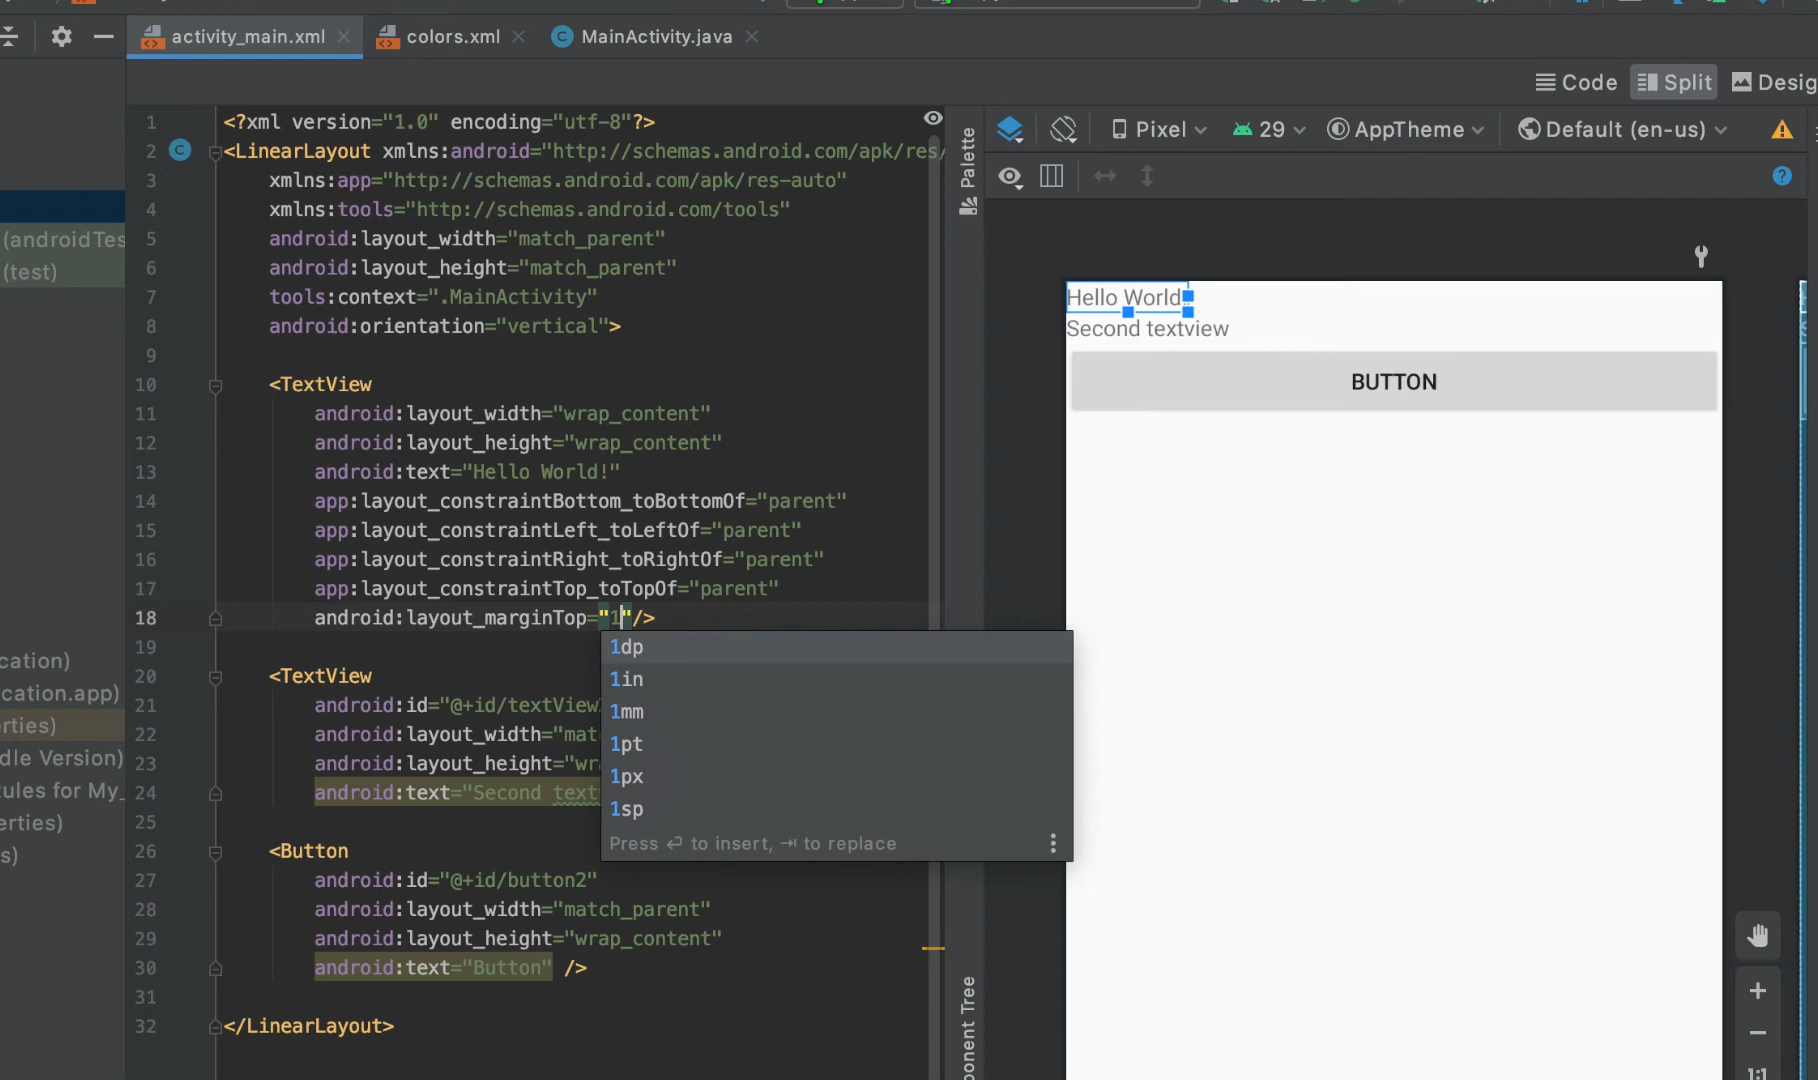 activity_main.xml
colors.xml
MainActivity.java
Code
Split
Desig
1 <?xml version="1.0" encoding="utf-8"?>
2 <LinearLayout xmlns:android="http://schemas.android.com/apk/res/
3 xmlns:app="http://schemas.android.com/apk/res-auto"
4 xmlns:tools="http://schemas.android.com/tools"
5 android:layout_width="match_parent"
6 android:layout_height="match_parent"
7 tools:context=".MainActivity"
8 android:orientation="vertical">
9
10 <TextView
11 android:layout_width="wrap_content"
12 android:layout_height="wrap_content"
13 android:text="Hello World!"
14 app:layout_constraintBottom_toBottomOf="parent"
15 app:layout_constraintLeft_toLeftOf="parent"
16 app:layout_constraintRight_toRightOf="parent"
17 app:layout_constraintTop_toTopOf="parent"
18 android:layout_marginTop="1"/>
19
20 <TextView
21 android:id="@+id/textView
22 android:layout_width="mat
23 android:layout_height="wra
24 android:text="Second text
25
26 <Button
27 android:id="@+id/button2"
28 android:layout_width="match_parent"
29 android:layout_height="wrap_content"
30 android:text="Button" />
31
32 </LinearLayout>
1dp
1in
1mm
1pt
1px
1sp
Press ⏎ to insert, ⇥ to replace
(androidTes
(test)
cation)
cation.app)
erties)
dle Version)
ules for My_
erties)
s)
Palette
Pixel
29
AppTheme
Default (en-us)
?
Hello World
Second textview
BUTTON
ponent Tree
+
−
1:1